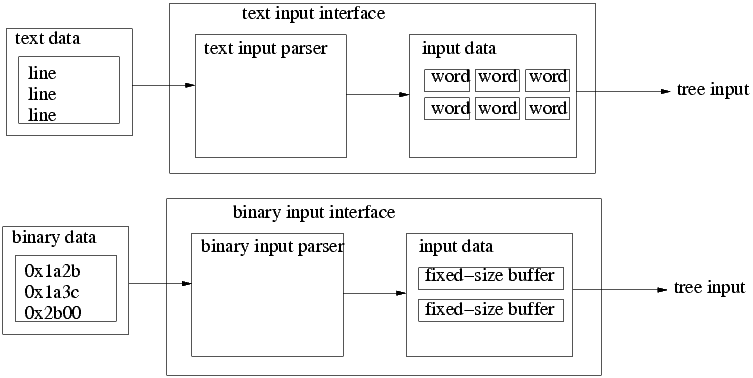 text input interface
text data
line
line
line
text input parser
input data
word word word
word word word
tree input
binary input interface
binary data
0x1a2b
0x1a3c
0x2b00
binary input parser
input data
fixed-size buffer
fixed-size buffer
tree input